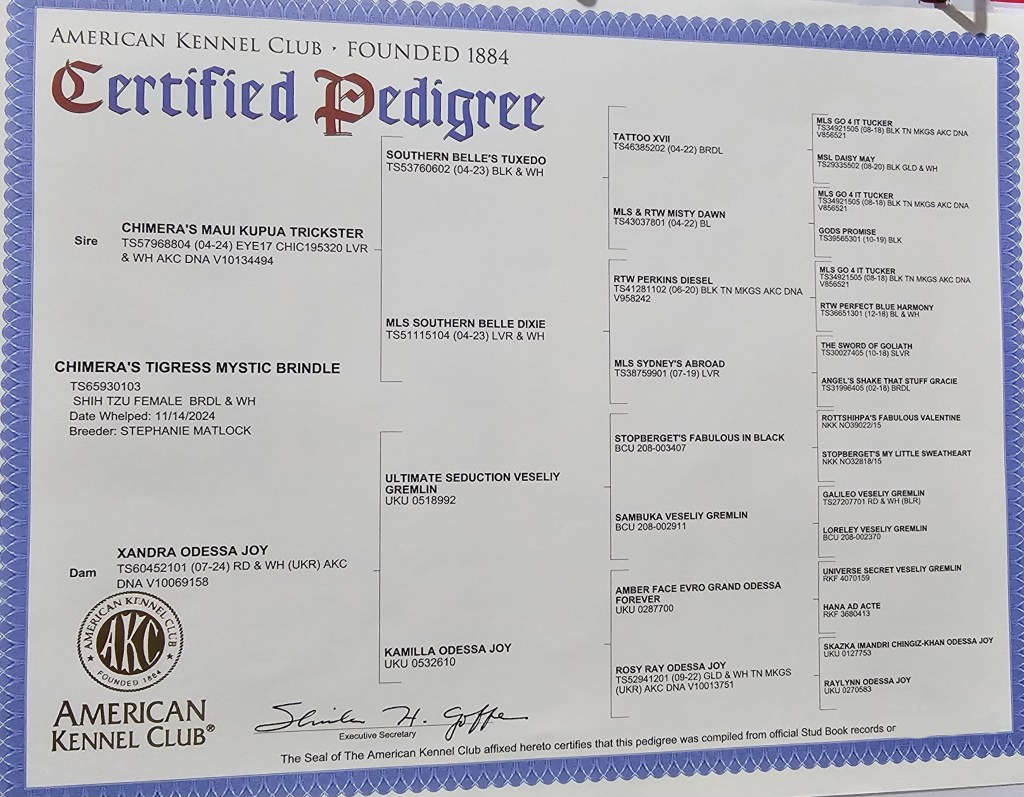 AMERICAN KENNEL CLUB • FOUNDED 1884
Certified Pedigree
Sire
CHIMERA'S MAUI KUPUA TRICKSTER
TS57968804 (04-24) EYE17 CHIC195320 LVR
& WH AKC DNA V10134494
CHIMERA'S TIGRESS MYSTIC BRINDLE
TS65930103
SHIH TZU FEMALE BRDL & WH
Date Whelped: 11/14/2024
Breeder: STEPHANIE MATLOCK
Dam
XANDRA ODESSA JOY
TS60452101 (07-24) RD & WH (UKR) AKC
DNA V10069158
SOUTHERN BELLE'S TUXEDO
TS53760602 (04-23) BLK & WH
MLS SOUTHERN BELLE DIXIE
TS51115104 (04-23) LVR & WH
ULTIMATE SEDUCTION VESELIY
GREMLIN
UKU 0518992
KAMILLA ODESSA JOY
UKU 0532610
TATTOO XVII
TS46385202 (04-22) BRDL
MLS & RTW MISTY DAWN
TS43037801 (04-22) BL
RTW PERKINS DIESEL
TS41281102 (06-20) BLK TN MKGS AKC DNA
V958242
MLS SYDNEY'S ABROAD
TS38759901 (07-19) LVR
STOPBERGET'S FABULOUS IN BLACK
BCU 208-003407
SAMBUKA VESELIY GREMLIN
BCU 208-002911
AMBER FACE EVRO GRAND ODESSA
FOREVER
UKU 0287700
ROSY RAY ODESSA JOY
TS52941201 (09-22) GLD & WH TN MKGS
(UKR) AKC DNA V10013751
MLS GO 4 IT TUCKER
TS34921505 (08-18) BLK TN MKGS AKC DNA
V856521
MSL DAISY MAY
TS29335502 (08-20) BLK GLD & WH
MLS GO 4 IT TUCKER
TS34921505 (08-18) BLK TN MKGS AKC DNA
V856521
GODS PROMISE
TS39565301 (10-19) BLK
MLS GO 4 IT TUCKER
TS34921505 (08-18) BLK TN MKGS AKC DNA
V856521
RTW PERFECT BLUE HARMONY
TS36651301 (12-18) BL & WH
THE SWORD OF GOLIATH
TS30027405 (10-18) SLVR
ANGEL'S SHAKE THAT STUFF GRACIE
TS31996405 (02-18) BRDL
ROTTSHIHPA'S FABULOUS VALENTINE
NKK NO39022/15
STOPBERGET'S MY LITTLE SWEATHEART
NKK NO32818/15
GALILEO VESELIY GREMLIN
TS27207701 RD & WH (BLR)
LORELEY VESELIY GREMLIN
BCU 208-002370
UNIVERSE SECRET VESELIY GREMLIN
RKF 4070159
HANA AD ACTE
RKF 3680413
SKAZKA IMANDRI CHINGIZ-KHAN ODESSA JOY
UKU 0127753
RAYLYNN ODESSA JOY
UKU 0270583
AMERICAN KENNEL CLUB
AKC
FOUNDED 1884
AMERICAN
KENNEL CLUB®
Executive Secretary
The Seal of The American Kennel Club affixed hereto certifies that this pedigree was compiled from official Stud Book records or